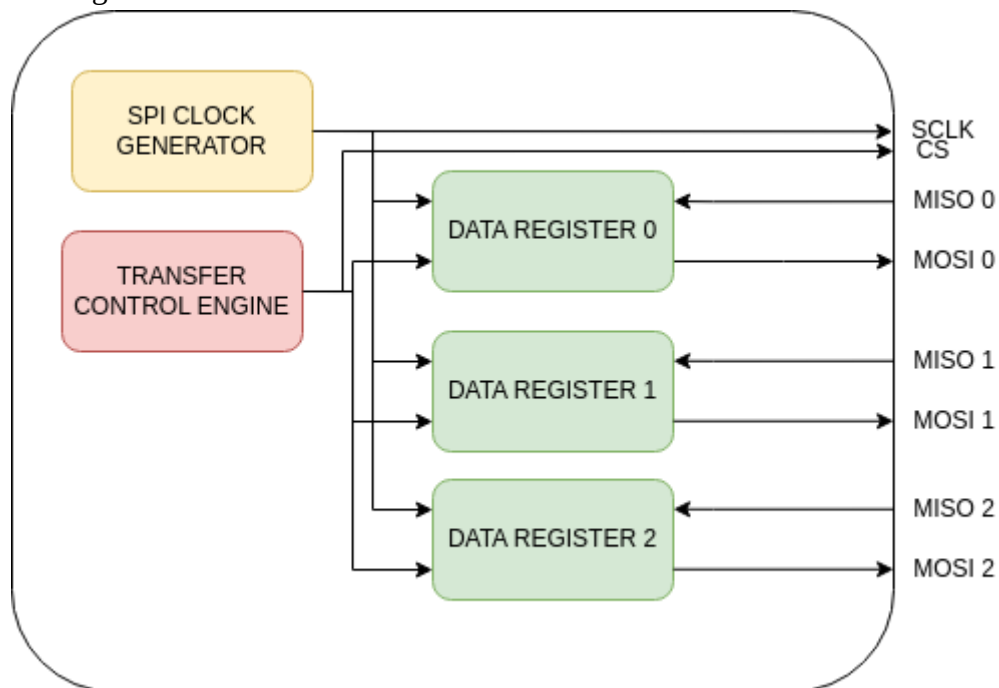 SPI CLOCK
GENERATOR
SCLK
CS
MISO 0
DATA REGISTER 0
MOSI 0
TRANSFER
CONTROL ENGINE
MISO 1
DATA REGISTER 1
MOSI 1
MISO 2
DATA REGISTER 2
MOSI 2